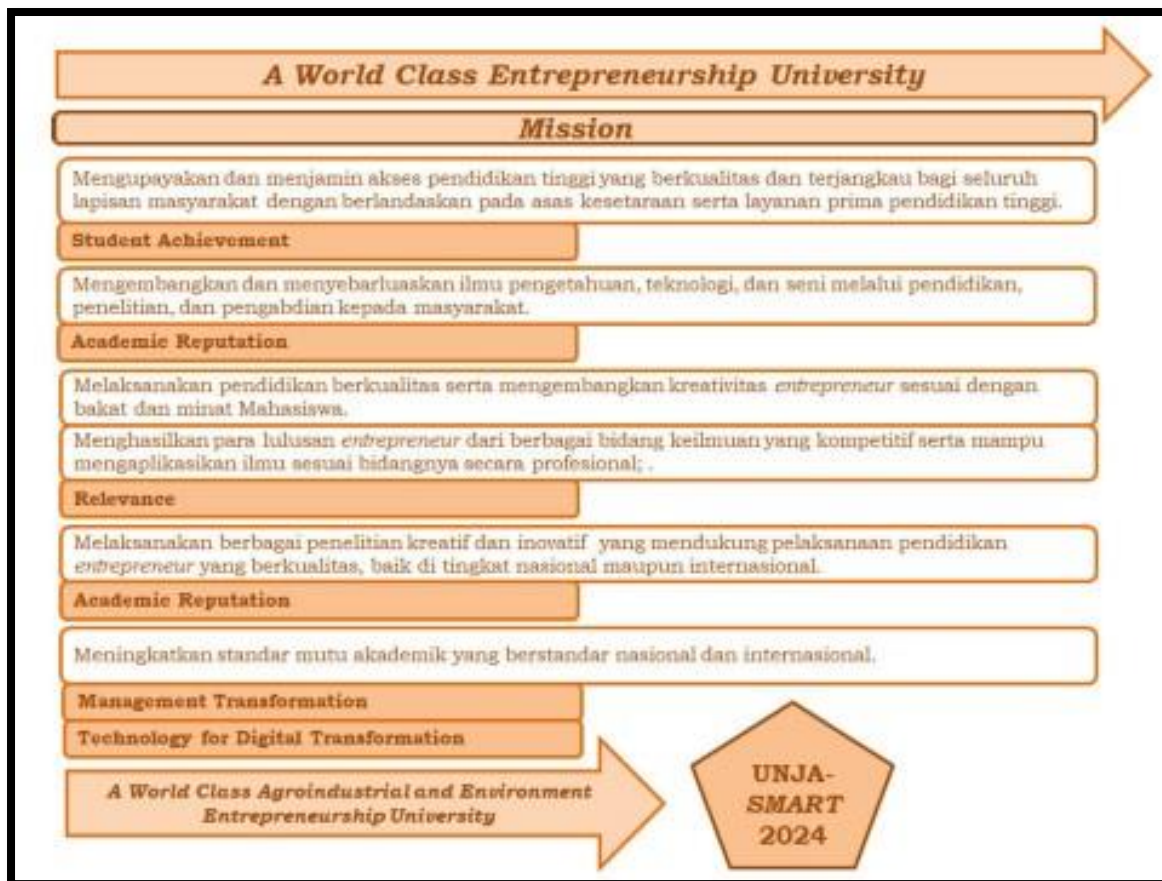 A World Class Entrepreneurship University
Mission
Mengupayakan dan menjamin akses pendidikan tinggi yang berkualitas dan terjangkau bagi seluruh
lapisan masyarakat dengan berlandaskan pada asas kesetaraan serta layanan prima pendidikan tinggi.
Student Achievement
Mengembangkan dan menyebarluaskan ilmu pengetahuan, teknologi, dan seni melalui pendidikan,
penelitian, dan pengabdian kepada masyarakat.
Academic Reputation
Melaksanakan pendidikan berkualitas serta mengembangkan kreativitas entrepreneur sesuai dengan
bakat dan minat Mahasiswa.
Menghasilkan para lulusan entrepreneur dari berbagai bidang keilmuan yang kompetitif serta mampu
mengaplikasikan ilmu sesuai bidangnya secara profesional; .
Relevance
Melaksanakan berbagai penelitian kreatif dan inovatif yang mendukung pelaksanaan pendidikan
entrepreneur yang berkualitas, baik di tingkat nasional maupun internasional.
Academic Reputation
Meningkatkan standar mutu akademik yang berstandar nasional dan internasional.
Management Transformation
Technology for Digital Transformation
A World Class Agroindustrial and Environment
Entrepreneurship University
UNJA-
SMART
2024